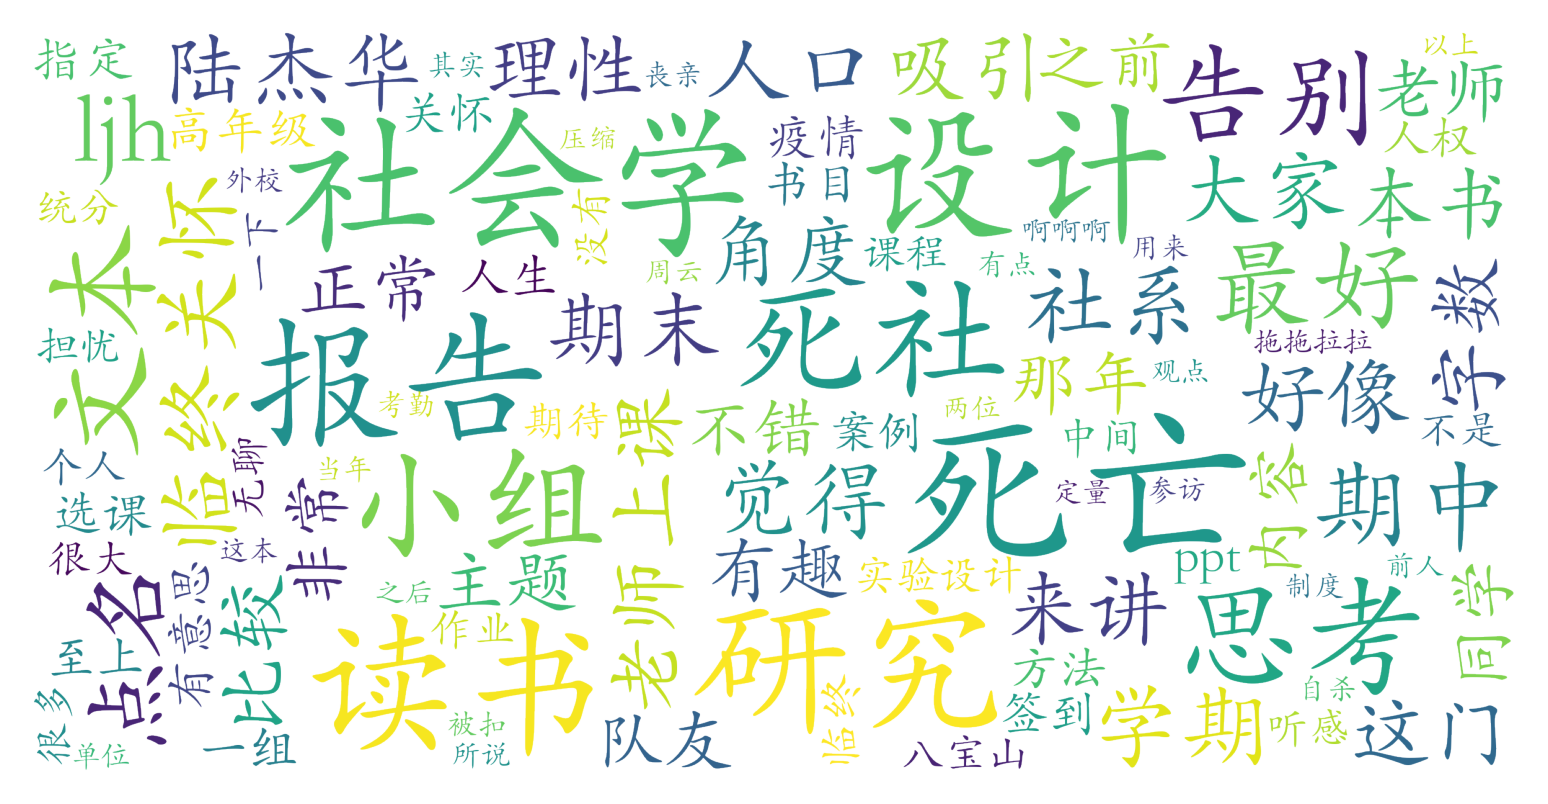 指定
陆杰华
其实
理性
丧亲
人口
吸引
之前
告别
以上
老师
ljh
高年级
关怀
社会学
压缩
疫情
书目
设计
人权
大家
本书
统分
外校
临终关怀
一下
没有
文本
正常
人生
周云
角度
课程
有点
啊啊啊
用来
最好
数字
担忧
报告
期末
死社
社系
拖拖拉拉
那年
观点
好像
考勤
期待
上课
不错
案例
两位
死亡
中间
不是
个人
选课
无聊
当年
非常
小组
觉得
定量
参访
内容
期中
很大
点名
这本
有意思
比较
之后
主题
老师
有趣
实验设计
ppt
来讲
制度
前人
思考
同学
至上
作业
读书
研究
方法
签到
自杀
很多
单位
一组
被扣
所说
队友
临终
八宝山
学期
听感
这门